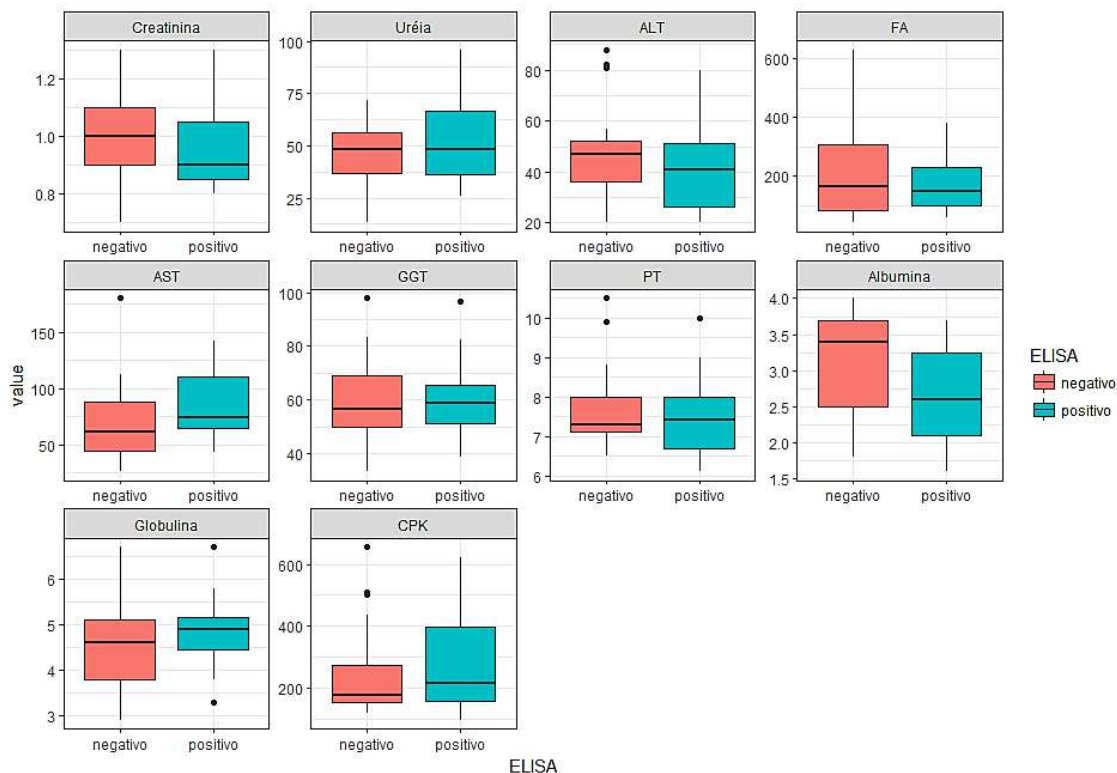 Creatinina
Uréia
ALT
FA
1.2
1.0
0.8
100
75
50
25
80
60
40
20
600
400
200
negativo positivo
negativo positivo
negativo positivo
negativo positivo
AST
GGT
PT
Albumina
150
100
50
100
80
60
40
10
9
8
7
6
4.0
3.5
3.0
2.5
2.0
1.5
negativo positivo
negativo positivo
negativo positivo
negativo positivo
Globulina
CPK
6
5
4
3
600
400
200
negativo positivo
negativo positivo
value
ELISA
ELISA
negativo
positivo